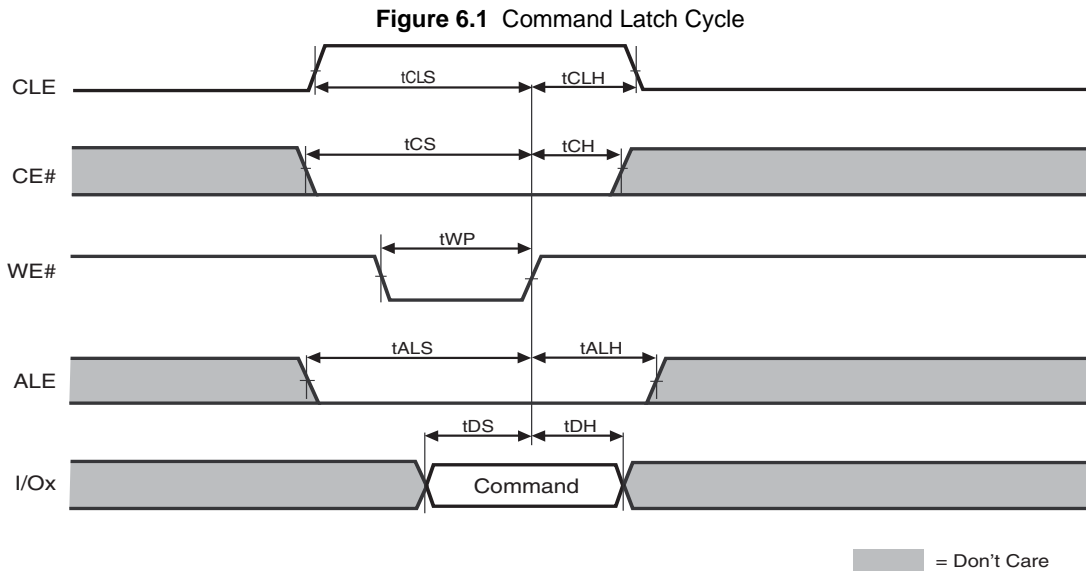 Figure 6.1 Command Latch Cycle
CLE
tCLS
tCLH
CE#
tCS
tCH
WE#
tWP
ALE
tALS
tALH
I/Ox
tDS
tDH
Command
= Don't Care